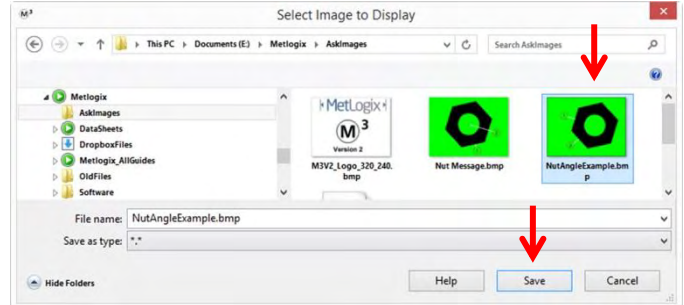 M³
Select Image to Display
This PC Documents (E:) Metlogix AskImages
Search AskImages
Metlogix
AskImages
DataSheets
DropboxFiles
Metlogix_AllGuides
OldFiles
Software
MetLogix
M³
Version 2
M3V2_Logo_320_240.
bmp
Nut Message.bmp
NutAngleExample.bm
p
File name: NutAngleExample.bmp
Save as type: *.*
Hide Folders
Help
Save
Cancel